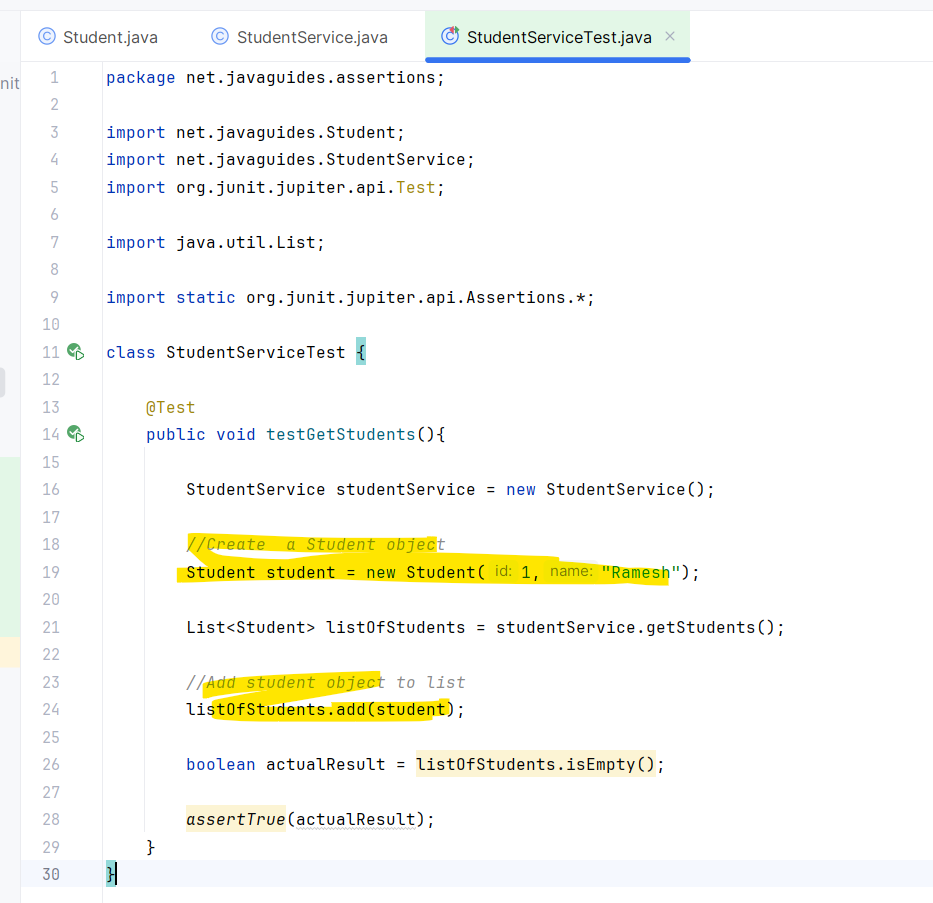 Student.java StudentService.java StudentServiceTest.java
nit
1 package net.javaguides.assertions;
2
3 import net.javaguides.Student;
4 import net.javaguides.StudentService;
5 import org.junit.jupiter.api.Test;
6
7 import java.util.List;
8
9 import static org.junit.jupiter.api.Assertions.*;
10
11 class StudentServiceTest {
12
13 @Test
14 public void testGetStudents(){
15
16 StudentService studentService = new StudentService();
17
18 //Create  a Student object
19 Student student = new Student( id: 1, name: "Ramesh");
20
21 List<Student> listOfStudents = studentService.getStudents();
22
23 //Add student object to list
24 listOfStudents.add(student);
25
26 boolean actualResult = listOfStudents.isEmpty();
27
28 assertTrue(actualResult);
29 }
30 }